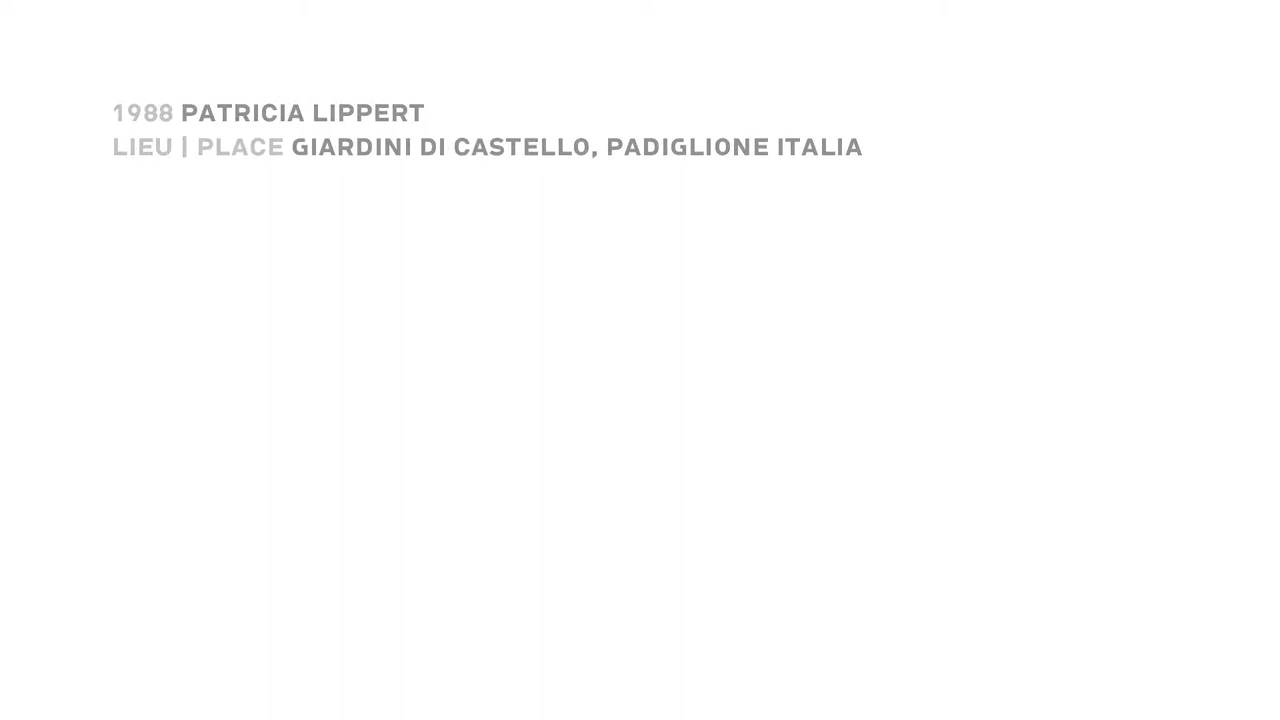 1988 PATRICIA LIPPERT
LIEU | PLACE GIARDINI DI CASTELLO, PADIGLIONE ITALIA